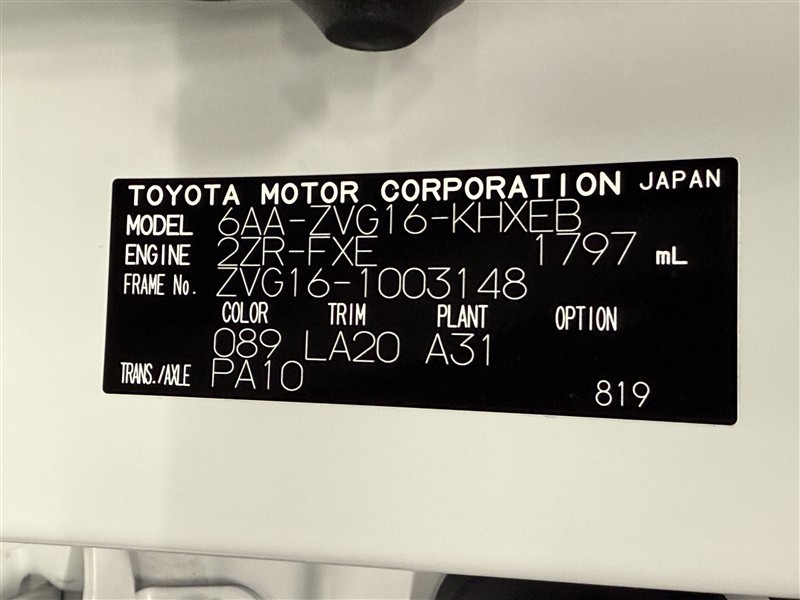 TOYOTA MOTOR CORPORATION JAPAN
MODEL 6AA-ZVG16-KHXEB
ENGINE 2ZR-FXE 1797 mL
FRAME No. ZVG16-1003148
COLOR TRIM PLANT OPTION
089 LA20 A31
TRANS./AXLE PA10
819